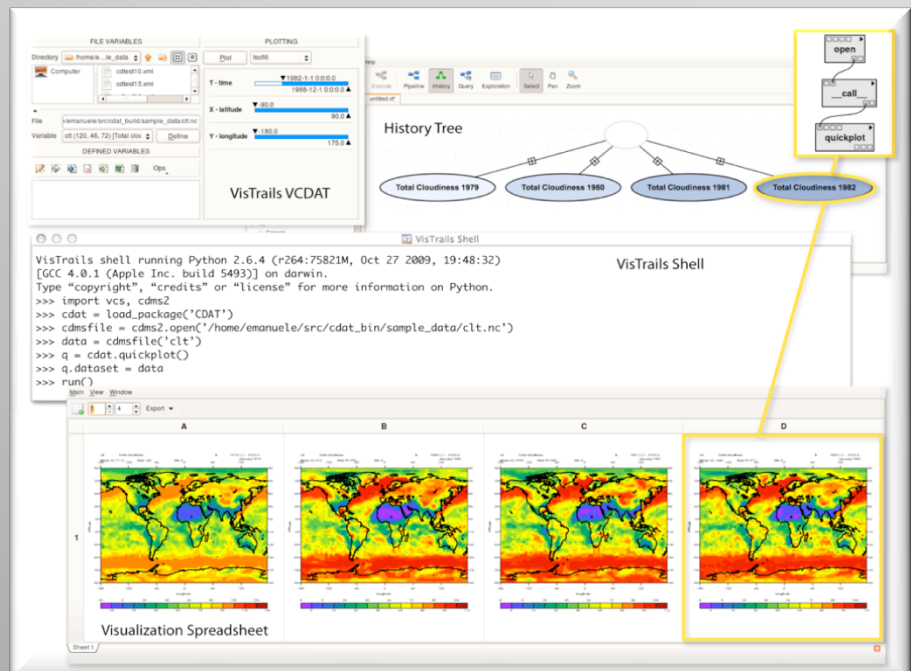 FILE VARIABLES
Directory
Computer
cdtest10.xml
cdtest13.xml
File
Variable clt (120, 46, 72) [Total clou
Define
DEFINED VARIABLES
Ops
PLOTTING
Plot
Isofill
T - time
1982-1-1 0:0:0.0
1988-12-1 0:0:0.0
X - latitude
-90.0
90.0
Y - longitude
-180.0
175.0
VisTrails VCDAT
Help
Execute
Pipeline
History
Query
Exploration
Select
Pan
Zoom
untitled
History Tree
Total Cloudiness 1979
Total Cloudiness 1980
Total Cloudiness 1981
Total Cloudiness 1982
open
__call__
quickplot
VisTrails Shell
VisTrails shell running Python 2.6.4 (r264:75821M, Oct 27 2009, 19:48:32)
[GCC 4.0.1 (Apple Inc. build 5493)] on darwin.
Type “copyright”, “credits” or “license” for more information on Python.
>>> import vcs, cdms2
>>> cdat = load_package('CDAT')
>>> cdmsfile = cdms2.open('/home/emanuele/src/cdat_bin/sample_data/clt.nc')
>>> data = cdmsfile('clt')
>>> q = cdat.quickplot()
>>> q.dataset = data
>>> run()
VisTrails Shell
Main View Window
4
Export
A
B
C
D
1
Visualization Spreadsheet
Sheet 1